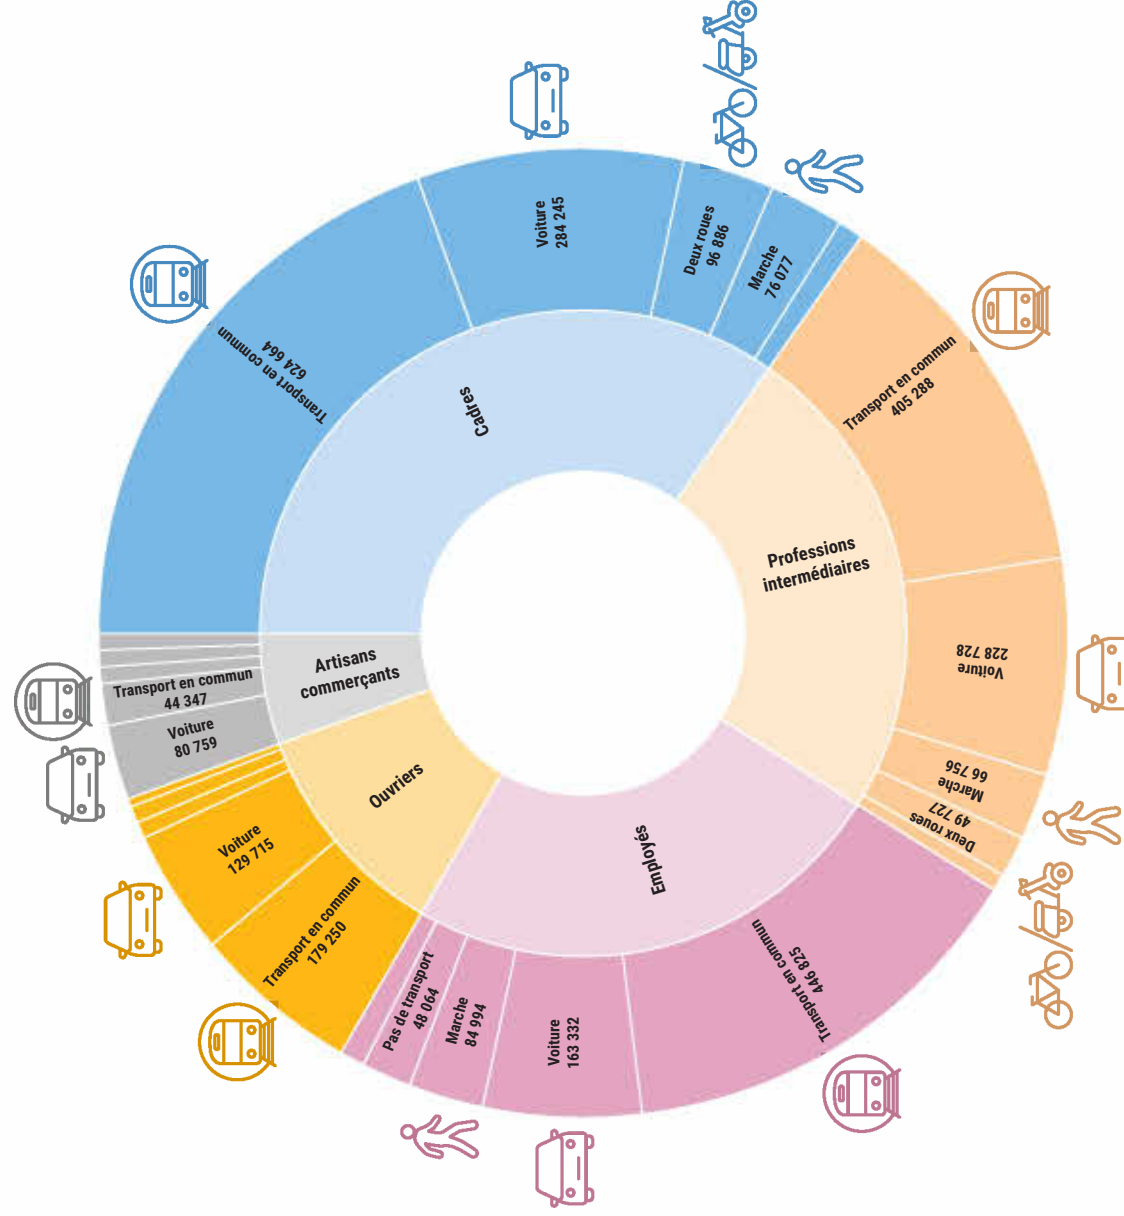 Cadres
Transport en commun
624 664
Voiture
284 245
Deux roues
96 886
Marche
76 077
Professions
intermédiaires
Transport en commun
405 288
Voiture
228 728
Marche
66 756
Deux roues
49 727
Employés
Transport en commun
446 825
Voiture
163 332
Marche
84 994
Pas de transport
48 064
Ouvriers
Transport en commun
179 250
Voiture
129 715
Artisans
commerçants
Voiture
80 759
Transport en commun
44 347